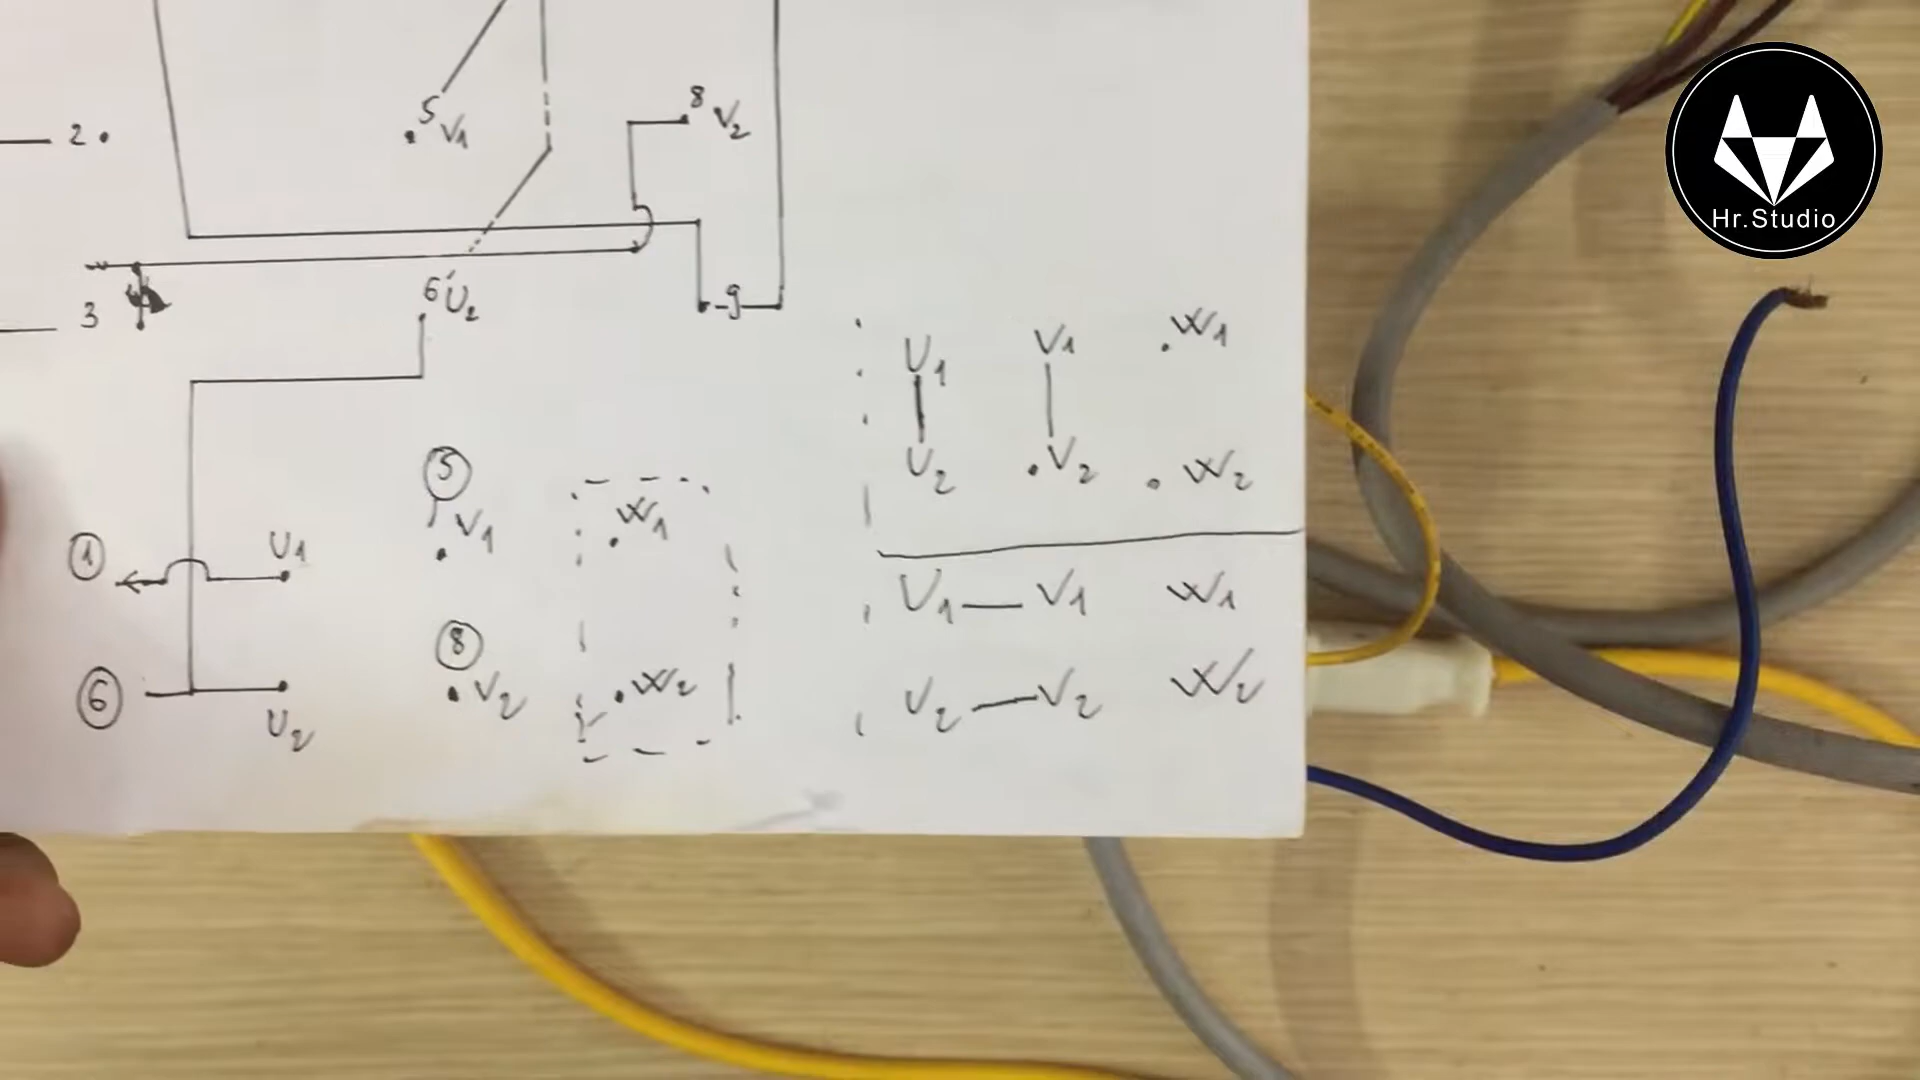 2
5
V1
8
V2
3
6
U2
9
U1 V1 W1
U2 V2 W2
5
V1
W1
1
U1
8
V2
W2
6
U2
U1 — V1 W1
U2 — V2 W2
Hr.Studio